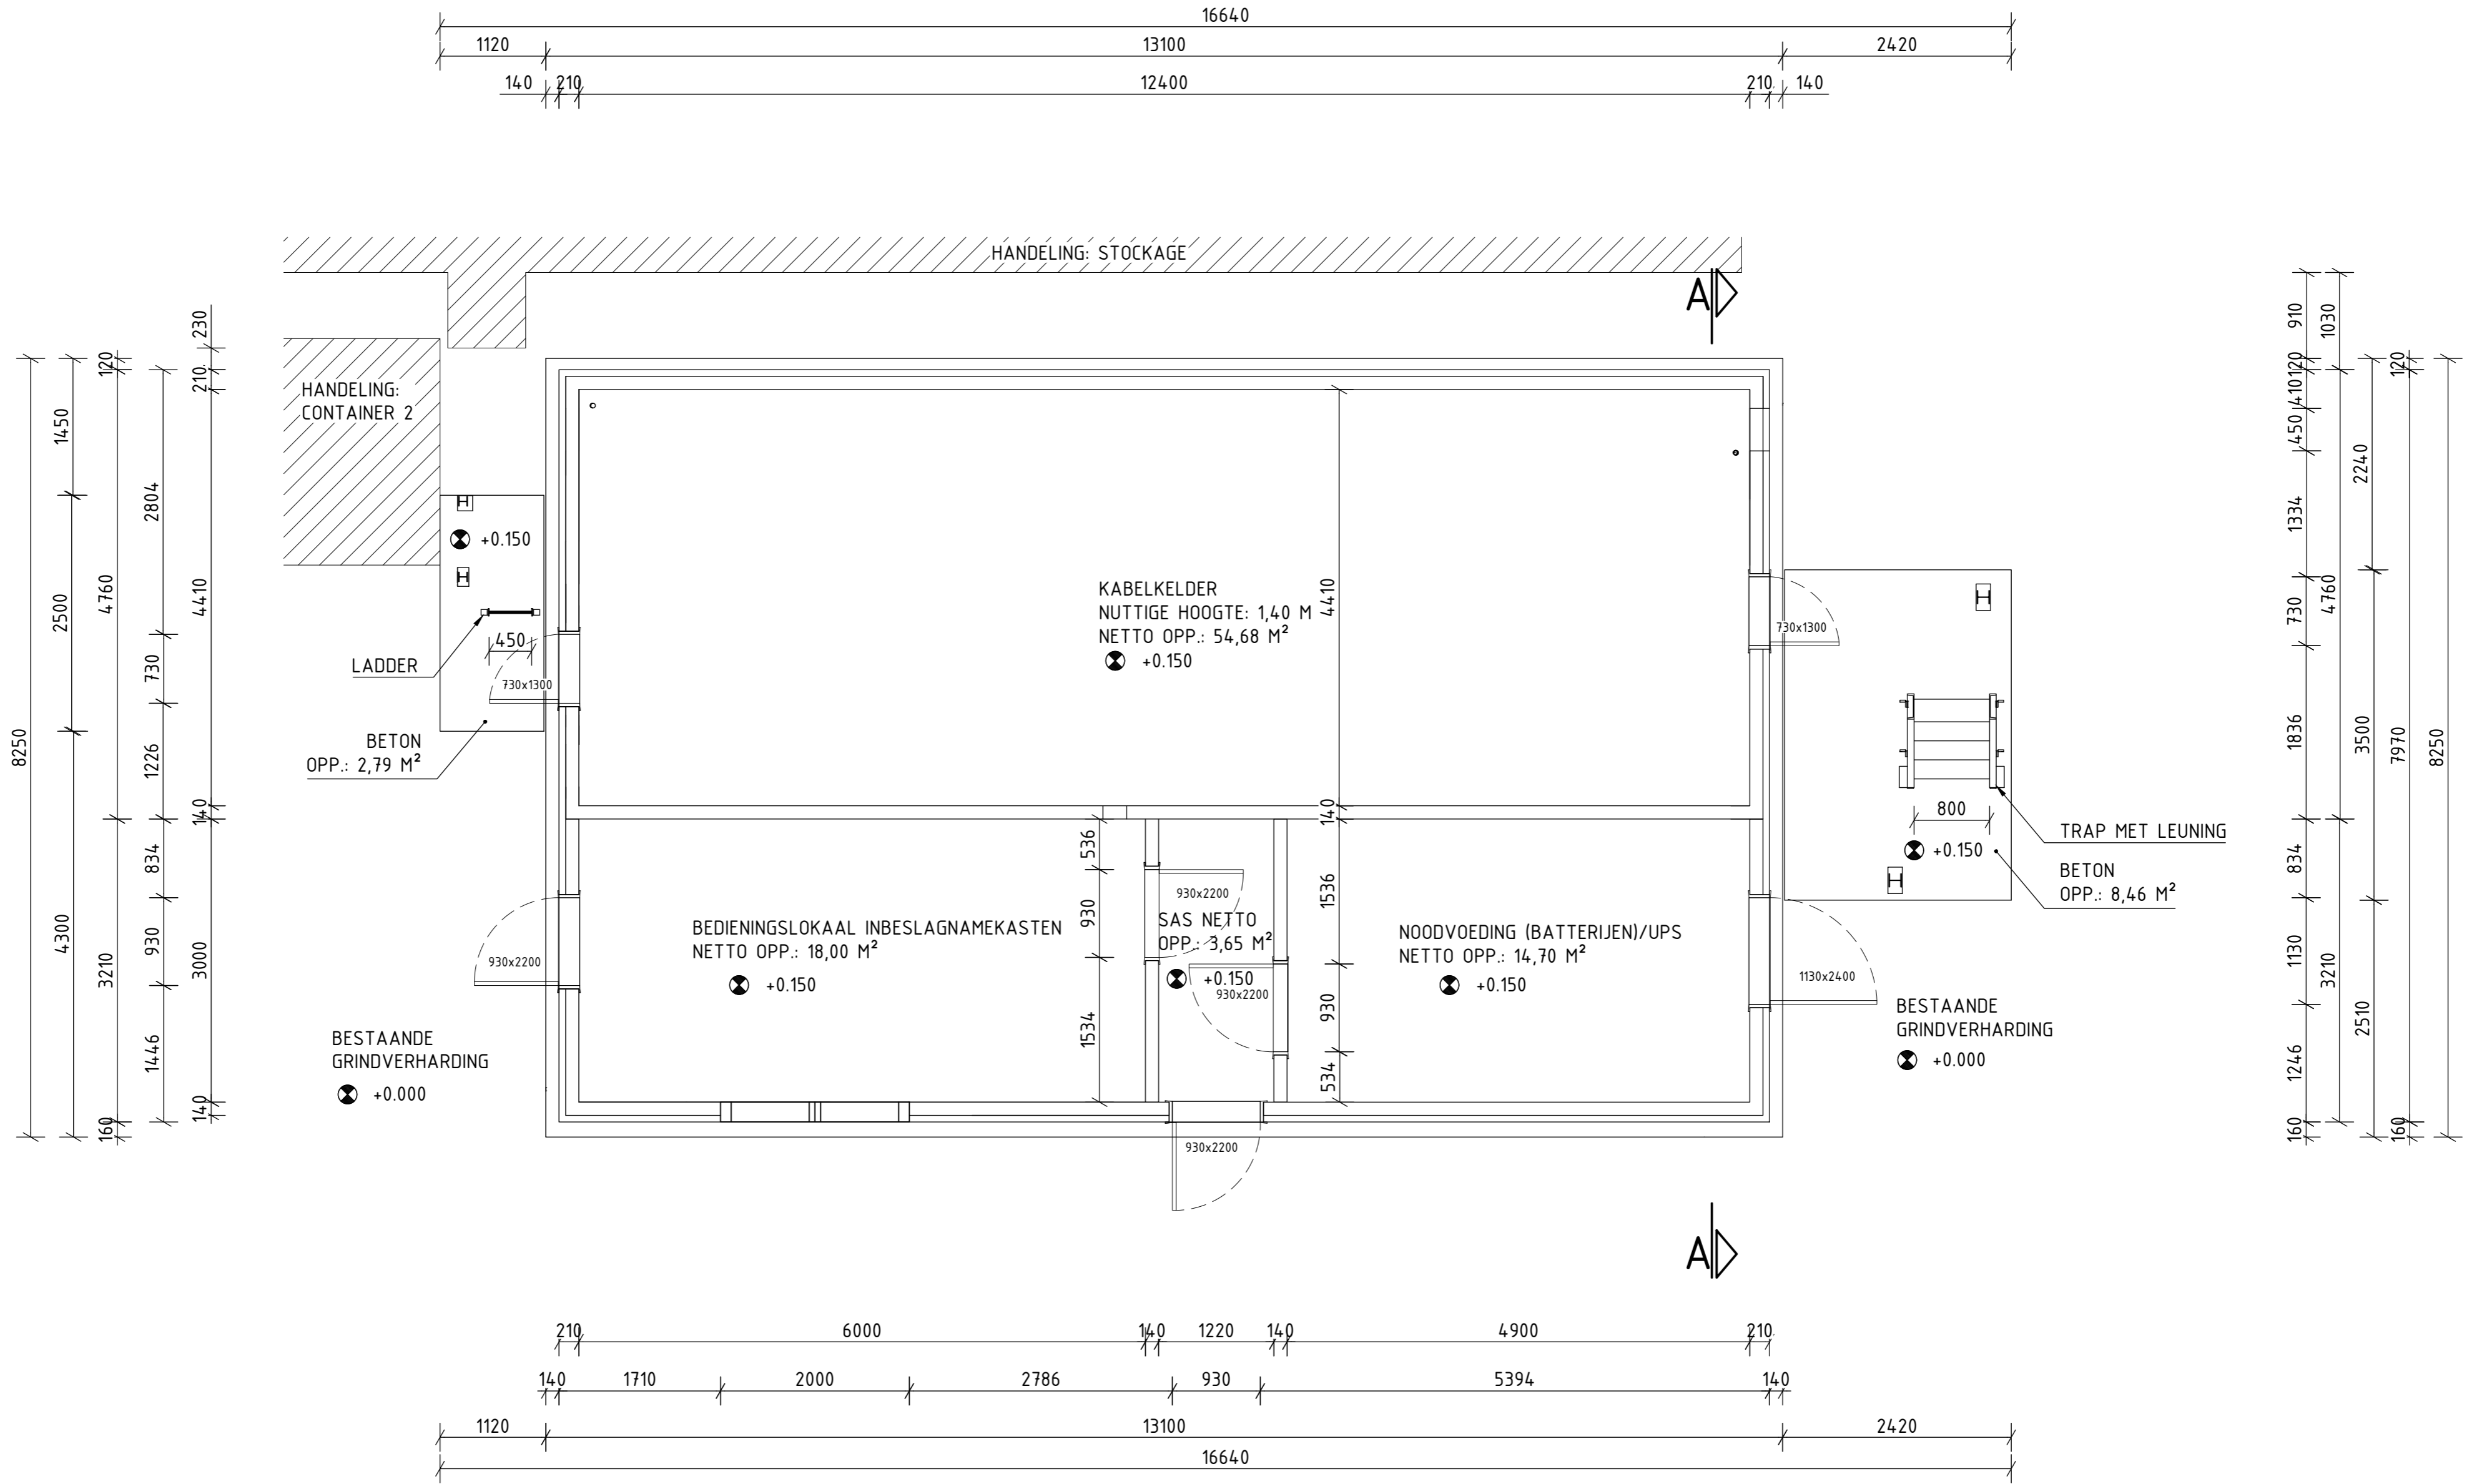 16640
1120
13100
2420
140
210
12400
210
140
HANDELING: STOCKAGE
A
HANDELING:
CONTAINER 2
H
+0.150
H
450
LADDER
730x1300
BETON
OPP.: 2,79 M²
KABELKELDER
NUTTIGE HOOGTE: 1,40 M
NETTO OPP.: 54,68 M²
+0.150
4410
140
730x1300
H
800
+0.150
H
TRAP MET LEUNING
BETON
OPP.: 8,46 M²
BEDIENINGSLOKAAL INBESLAGNAMEKASTEN
NETTO OPP.: 18,00 M²
+0.150
930x2200
536
930
1534
930x2200
SAS NETTO
OPP.: 3,65 M²
+0.150
930x2200
1536
930
534
NOODVOEDING (BATTERIJEN)/UPS
NETTO OPP.: 14,70 M²
+0.150
1130x2400
BESTAANDE
GRINDVERHARDING
+0.000
BESTAANDE
GRINDVERHARDING
+0.000
930x2200
A
8250
1450
2500
4300
120
4760
3210
160
2804
730
1226
834
930
1446
230
210
4410
140
3000
140
910
120
410
450
1334
730
1836
834
1130
1246
160
1030
4760
3210
2240
3500
2510
120
7970
160
8250
210
6000
140
1220
140
4900
210
140
1710
2000
2786
930
5394
140
1120
13100
2420
16640